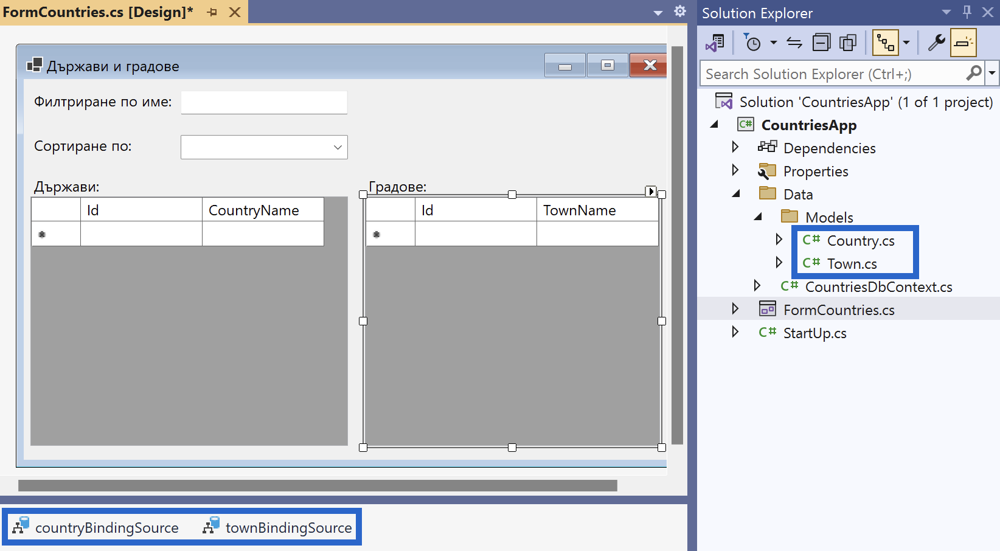 FormCountries.cs [Design]*
Държави и градове
Филтриране по име:
Сортиране по:
Държави:
Id
CountryName
Градове:
Id
TownName
countryBindingSource
townBindingSource
Solution Explorer
Search Solution Explorer (Ctrl+;)
Solution 'CountriesApp' (1 of 1 project)
C# CountriesApp
Dependencies
Properties
Data
Models
C# Country.cs
C# Town.cs
C# CountriesDbContext.cs
FormCountries.cs
C# StartUp.cs